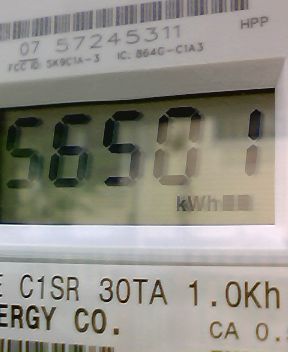 07 57245311
HPP
FCC ID: SK9C1A-3 IC: 864G-C1A3
56501
kWh
C1SR 30TA 1.0Kh
CO.
CA 0.